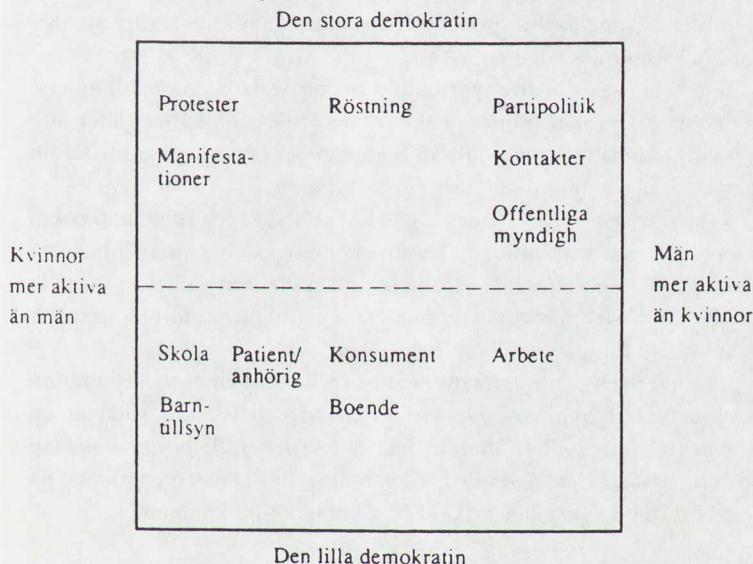 Den stora demokratin
Protester Röstning Partipolitik
Manifesta-
tioner
Kontakter
Offentliga
myndigh
Kvinnor
mer aktiva
än män
Män
mer aktiva
än kvinnor
Skola Patient/
anhörig
Konsument Arbete
Barn-
tillsyn
Boende
Den lilla demokratin